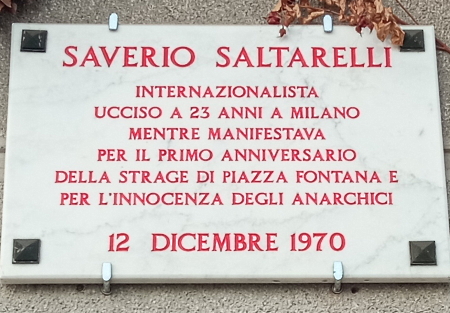 SAVERIO SALTARELLI
INTERNAZIONALISTA
UCCISO A 23 ANNI A MILANO
MENTRE MANIFESTAVA
PER IL PRIMO ANNIVERSARIO
DELLA STRAGE DI PIAZZA FONTANA E
PER L'INNOCENZA DEGLI ANARCHICI
12 DICEMBRE 1970